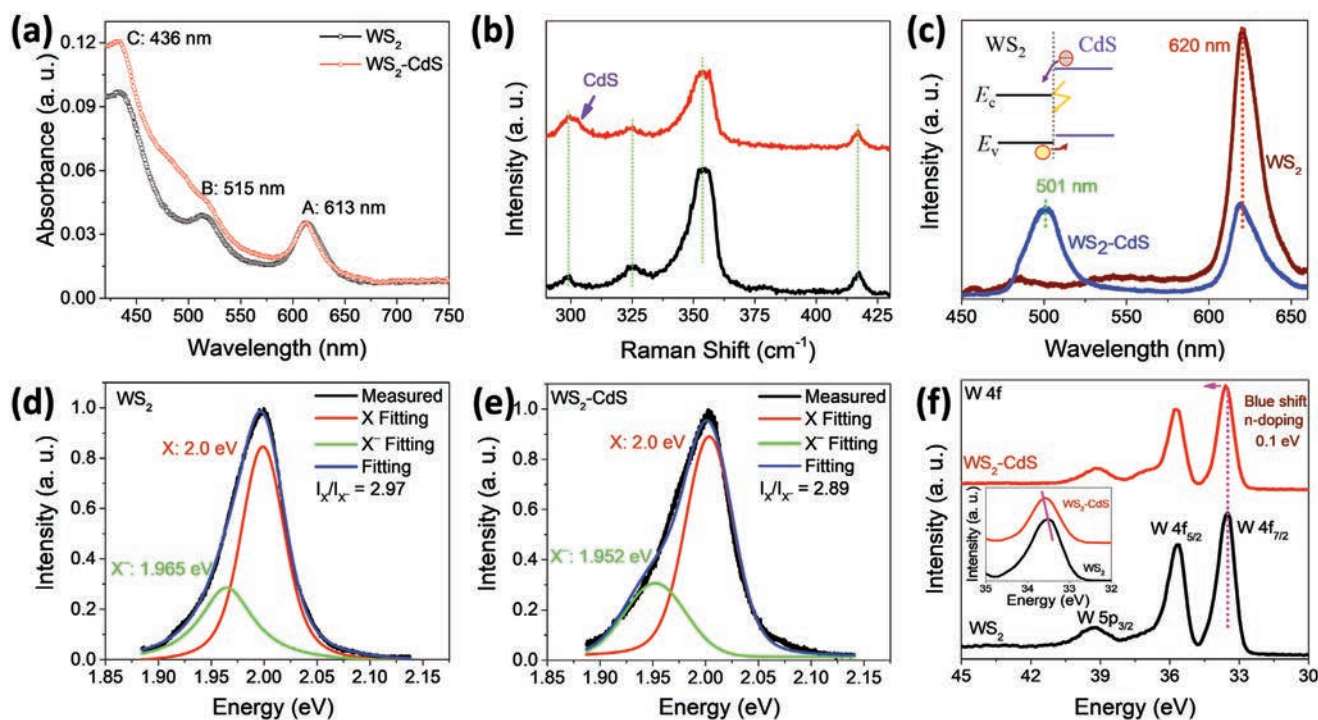 (a)
WS2
WS2-CdS
C: 436 nm
B: 515 nm
A: 613 nm
0.12
0.09
0.06
0.03
0.00
Absorbance (a. u.)
450 500 550 600 650 700 750
Wavelength (nm)
(b)
CdS
Intensity (a. u.)
300 325 350 375 400 425
Raman Shift (cm-1)
(c)
WS2
CdS
Ec
Ev
620 nm
501 nm
WS2
WS2-CdS
Intensity (a. u.)
450 500 550 600 650
Wavelength (nm)
(d)
WS2
Measured
X Fitting
X- Fitting
Fitting
IX/IX- = 2.97
X: 2.0 eV
X-: 1.965 eV
1.0
0.8
0.6
0.4
0.2
0.0
Intensity (a. u.)
1.85 1.90 1.95 2.00 2.05 2.10 2.15
Energy (eV)
(e)
WS2-CdS
Measured
X Fitting
X- Fitting
Fitting
IX/IX- = 2.89
X: 2.0 eV
X-: 1.952 eV
1.0
0.8
0.6
0.4
0.2
0.0
Intensity (a. u.)
1.85 1.90 1.95 2.00 2.05 2.10 2.15
Energy (eV)
(f)
W 4f
Blue shift
n-doping
0.1 eV
WS2-CdS
W 4f5/2
W 4f7/2
W 5p3/2
WS2
Intensity (a. u.)
WS2-CdS
WS2
35 34 33 32
Energy (eV)
Intensity (a. u.)
45 42 39 36 33 30
Energy (eV)